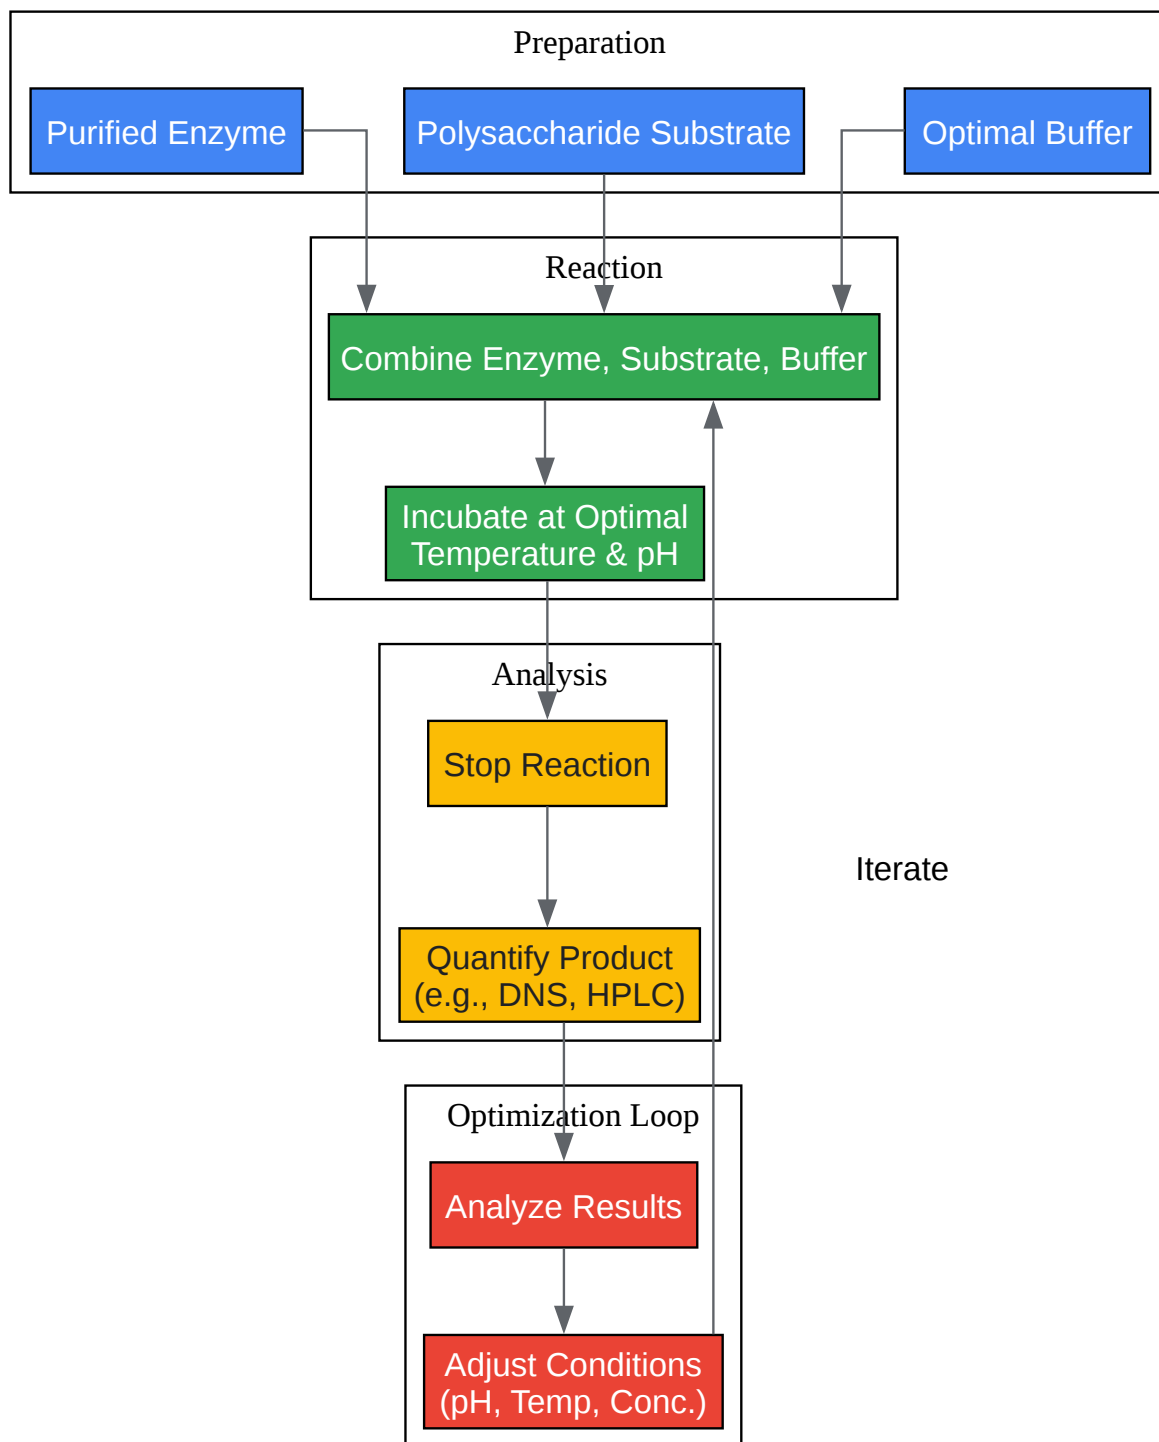 Preparation
Purified Enzyme
Polysaccharide Substrate
Optimal Buffer
Reaction
Combine Enzyme, Substrate, Buffer
Incubate at Optimal
Temperature & pH
Analysis
Stop Reaction
Iterate
Quantify Product
(e.g., DNS, HPLC)
Optimization Loop
Analyze Results
Adjust Conditions
(pH, Temp, Conc.)